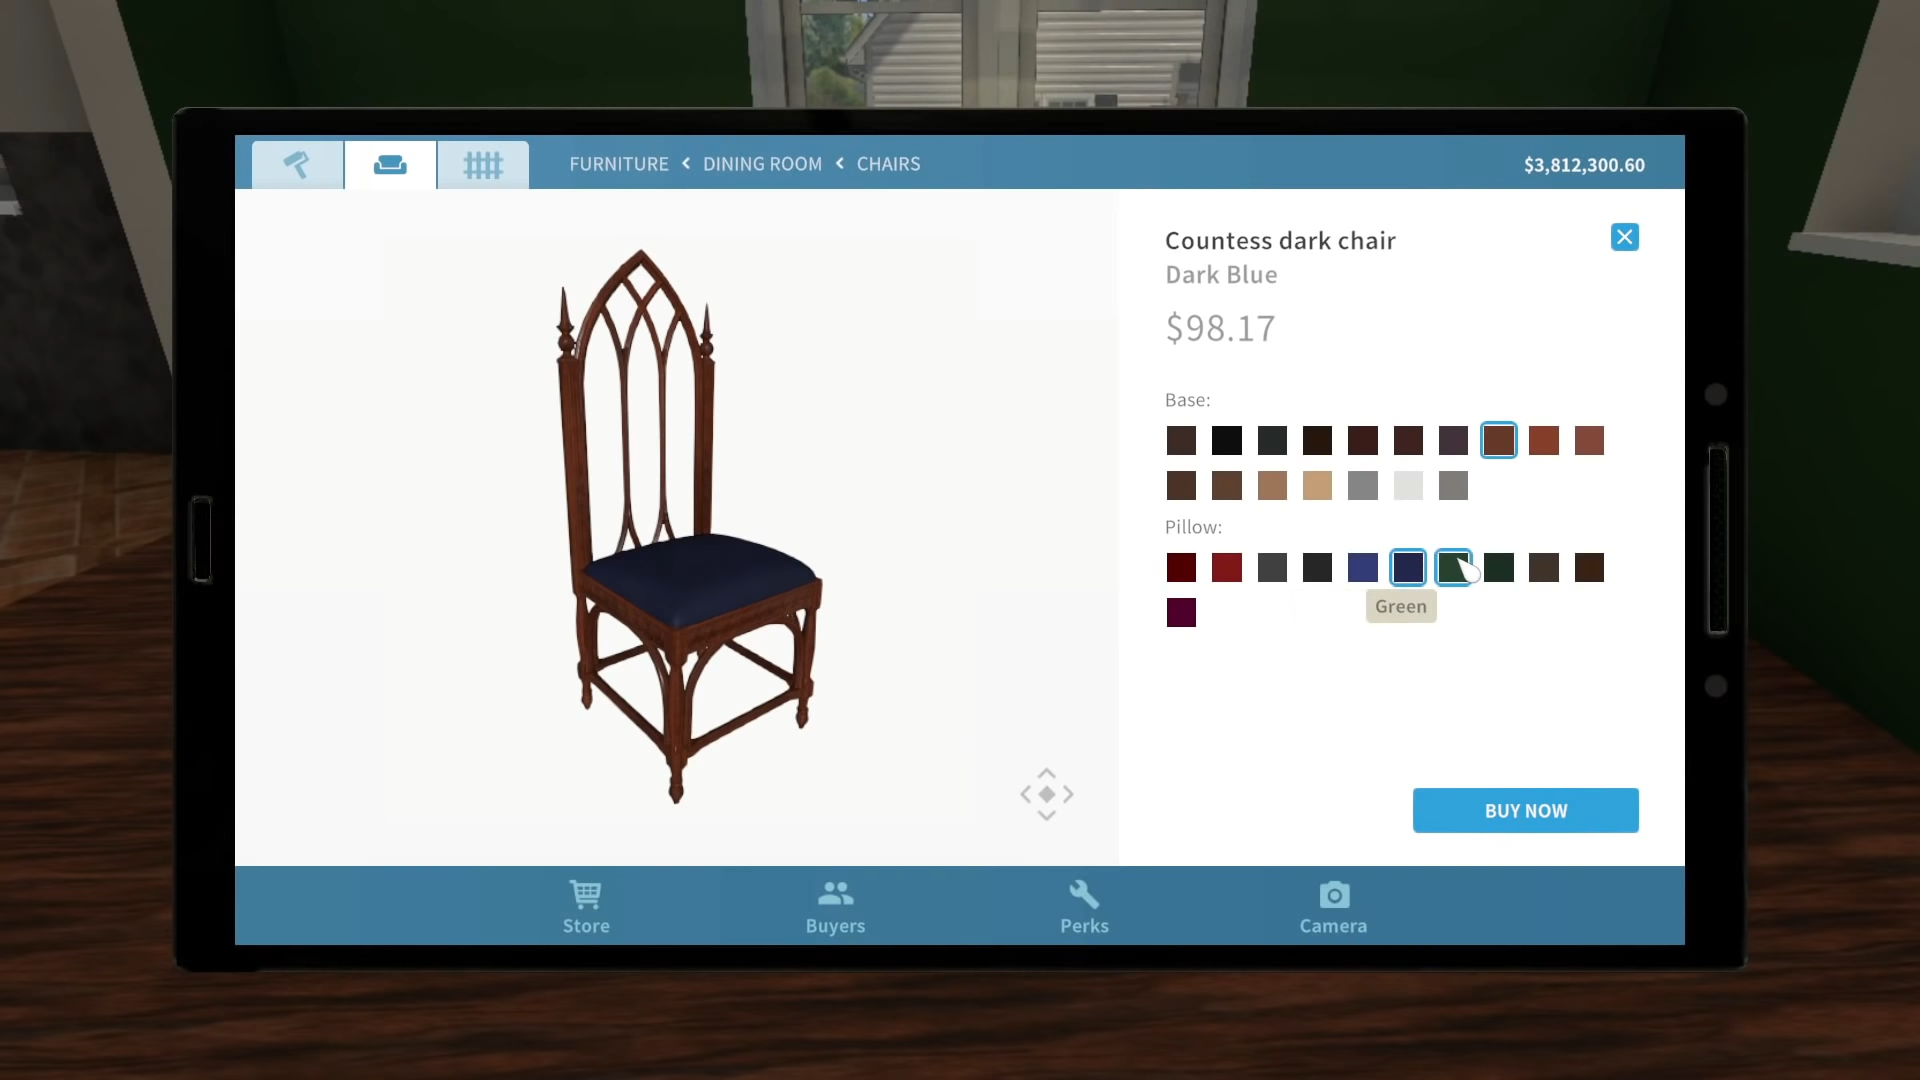 FURNITURE < DINING ROOM < CHAIRS
$3,812,300.60
Countess dark chair
Dark Blue
$98.17
Base:
Pillow:
Green
BUY NOW
Store
Buyers
Perks
Camera